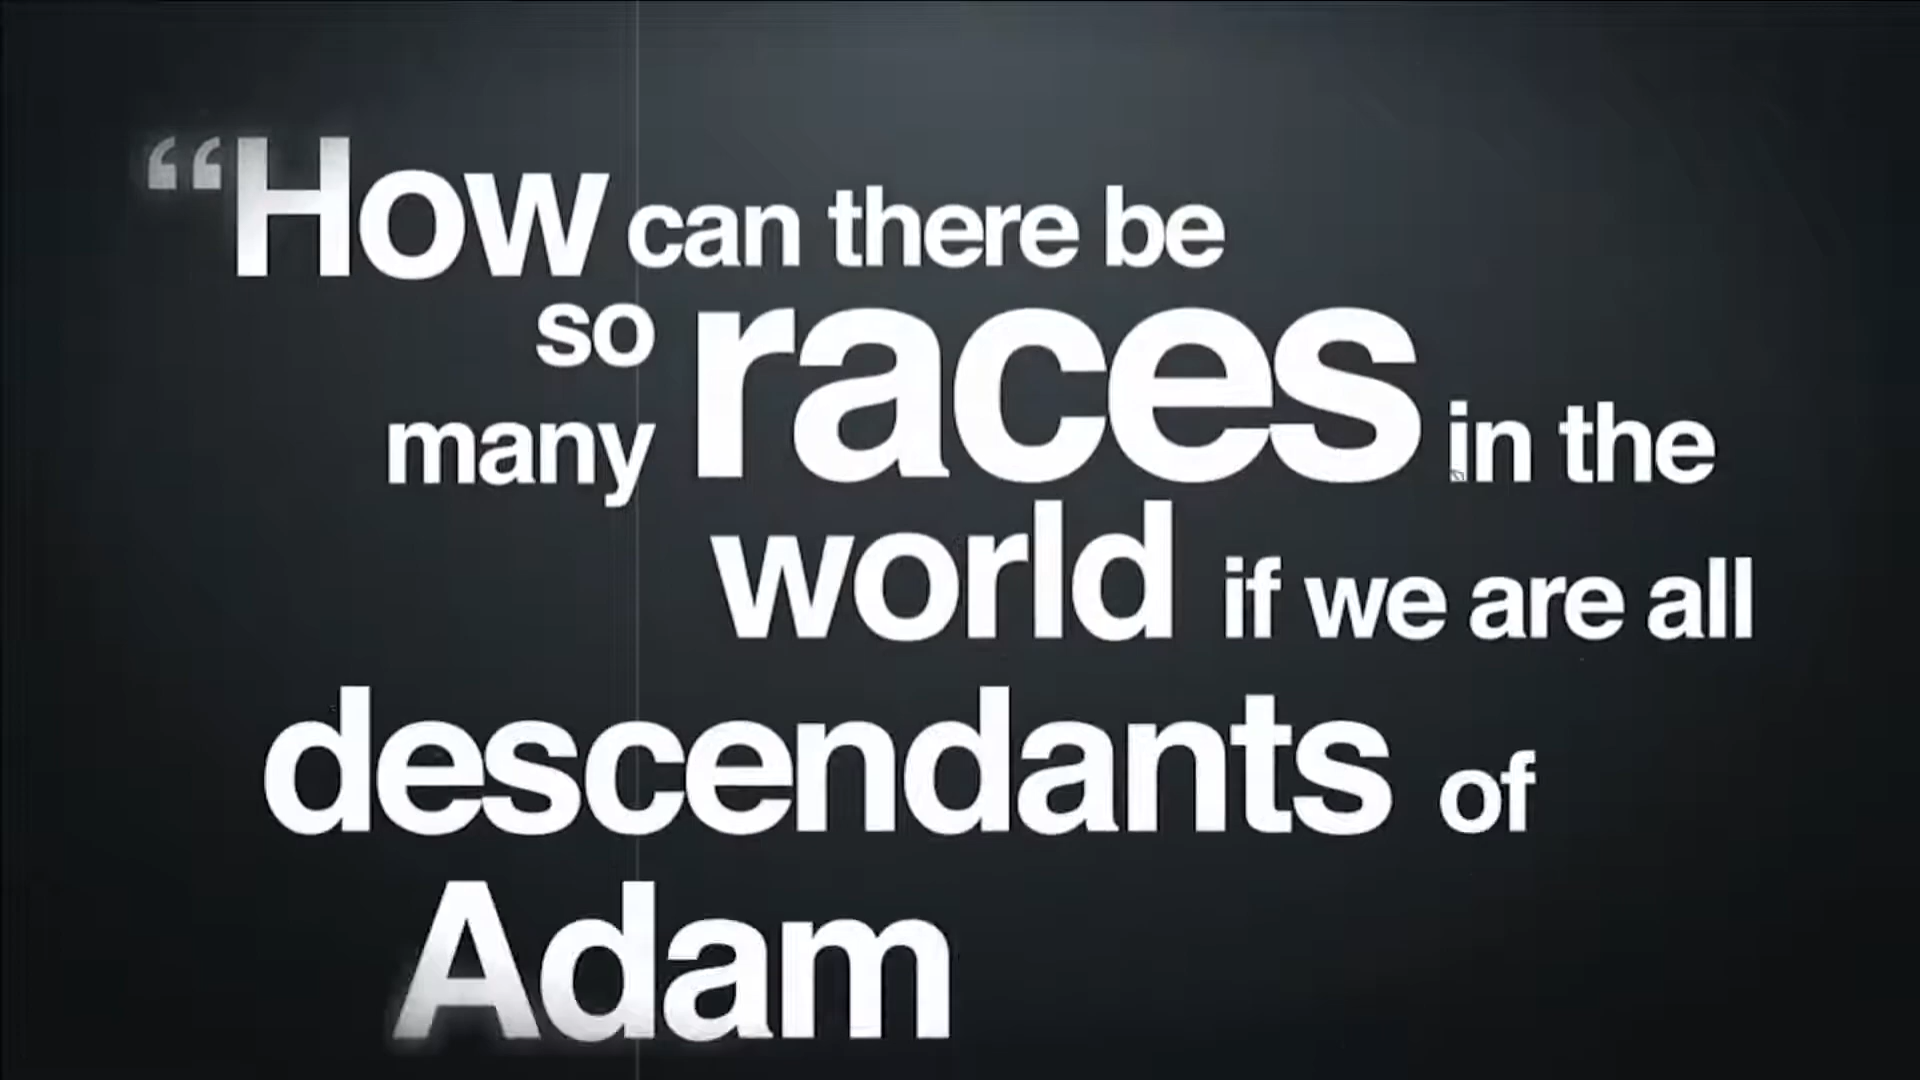 “How can there be
so
many races in the
world if we are all
descendants of
Adam